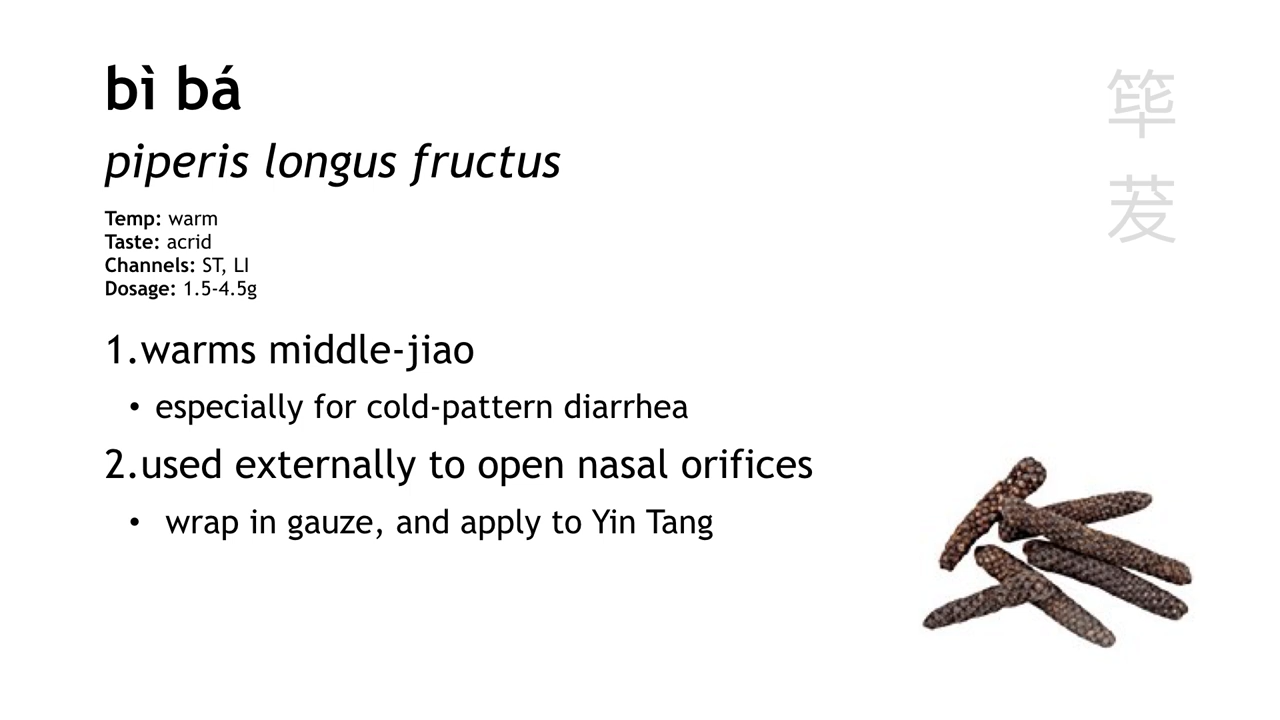 bì bá
piperis longus fructus
Temp: warm
Taste: acrid
Channels: ST, LI
Dosage: 1.5-4.5g
1.warms middle-jiao
• especially for cold-pattern diarrhea
2.used externally to open nasal orifices
• wrap in gauze, and apply to Yin Tang
筚
茇